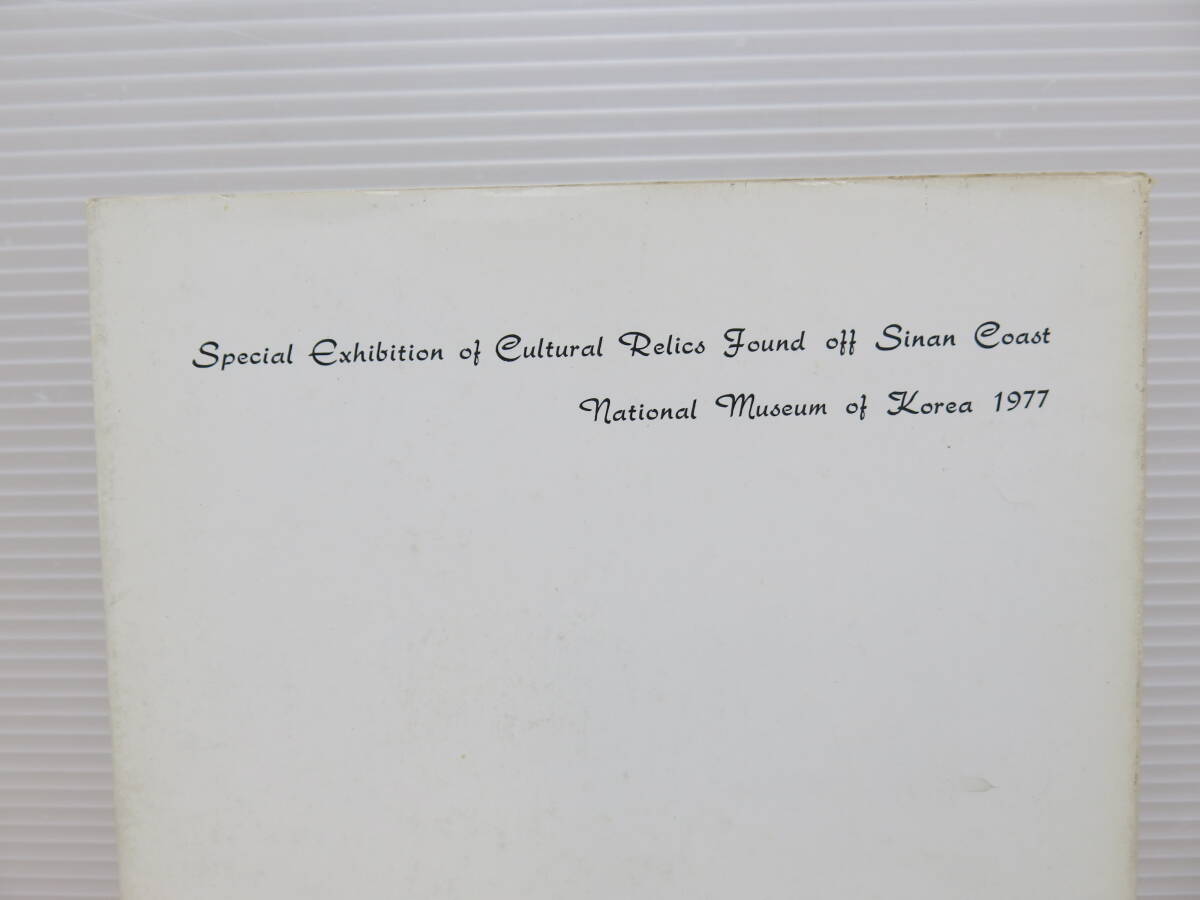 Special Exhibition of Cultural Relics Found off Sinan Coast
National Museum of Korea 1977